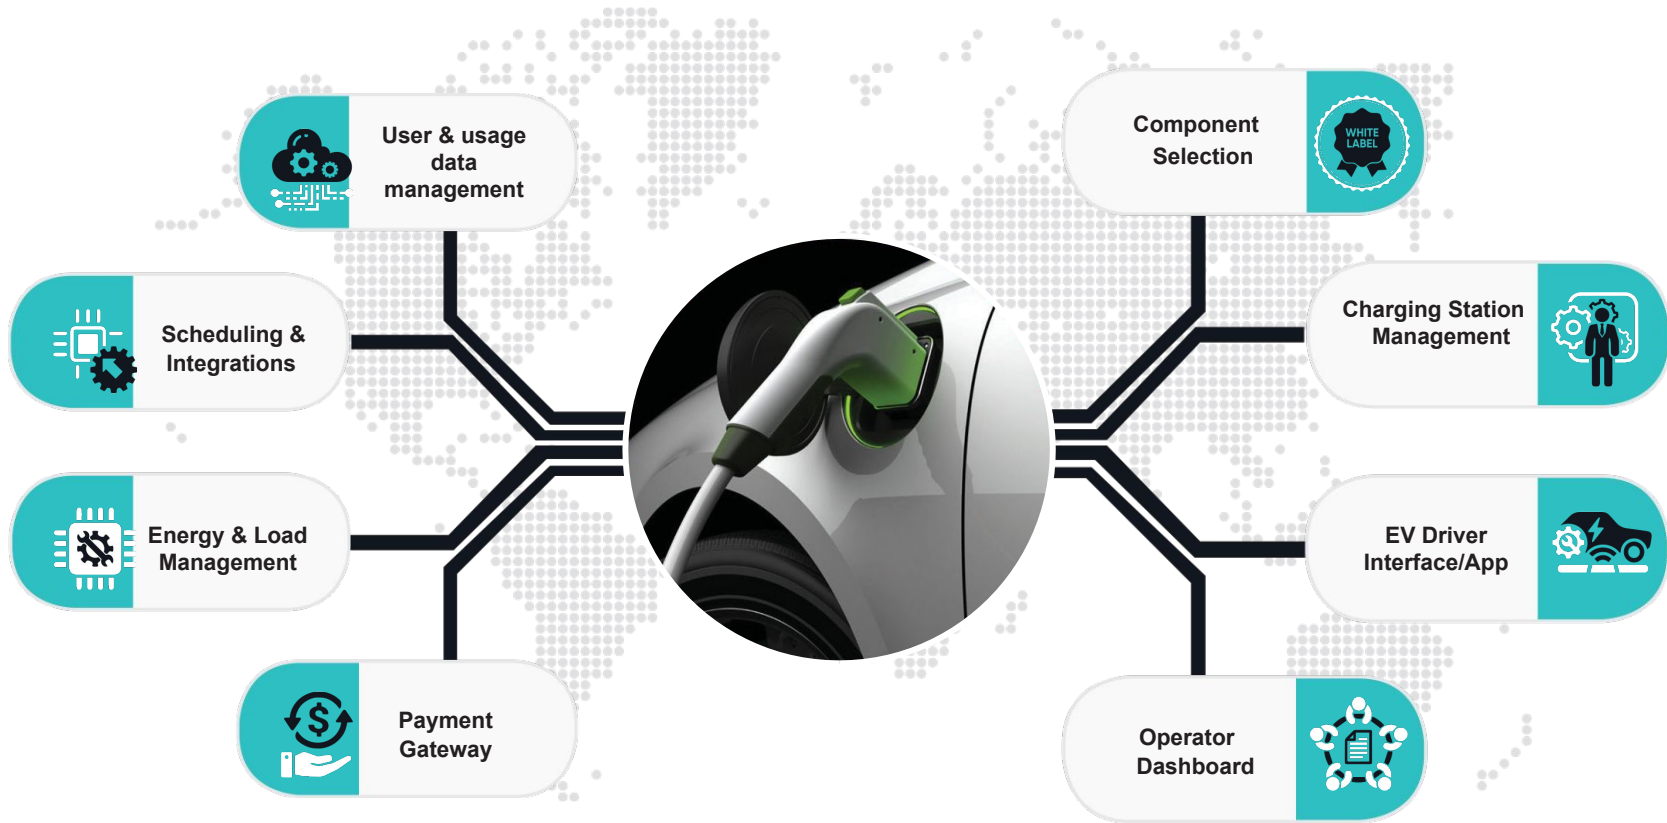 User & usage
data
management
Scheduling &
Integrations
Energy & Load
Management
Payment
Gateway
Component
Selection
WHITE
LABEL
Charging Station
Management
EV Driver
Interface/App
Operator
Dashboard
$